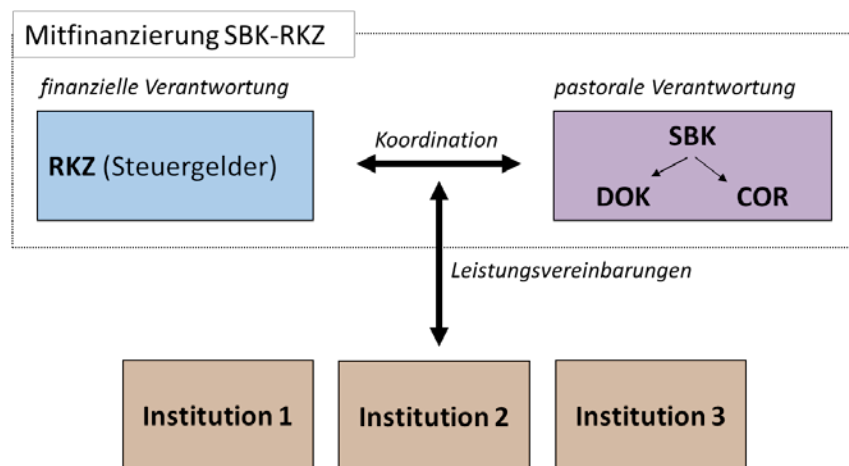 Mitfinanzierung SBK-RKZ
finanzielle Verantwortung
pastorale Verantwortung
RKZ (Steuergelder)
Koordination
SBK
DOK
COR
Leistungsvereinbarungen
Institution 1
Institution 2
Institution 3